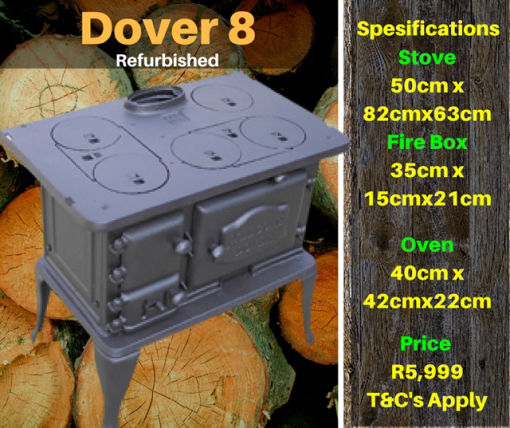 Dover 8
Refurbished
Spesifications
Stove
50cm x
82cmx63cm
Fire Box
35cm x
15cmx21cm
Oven
40cm x
42cmx22cm
Price
R5,999
T&C's Apply